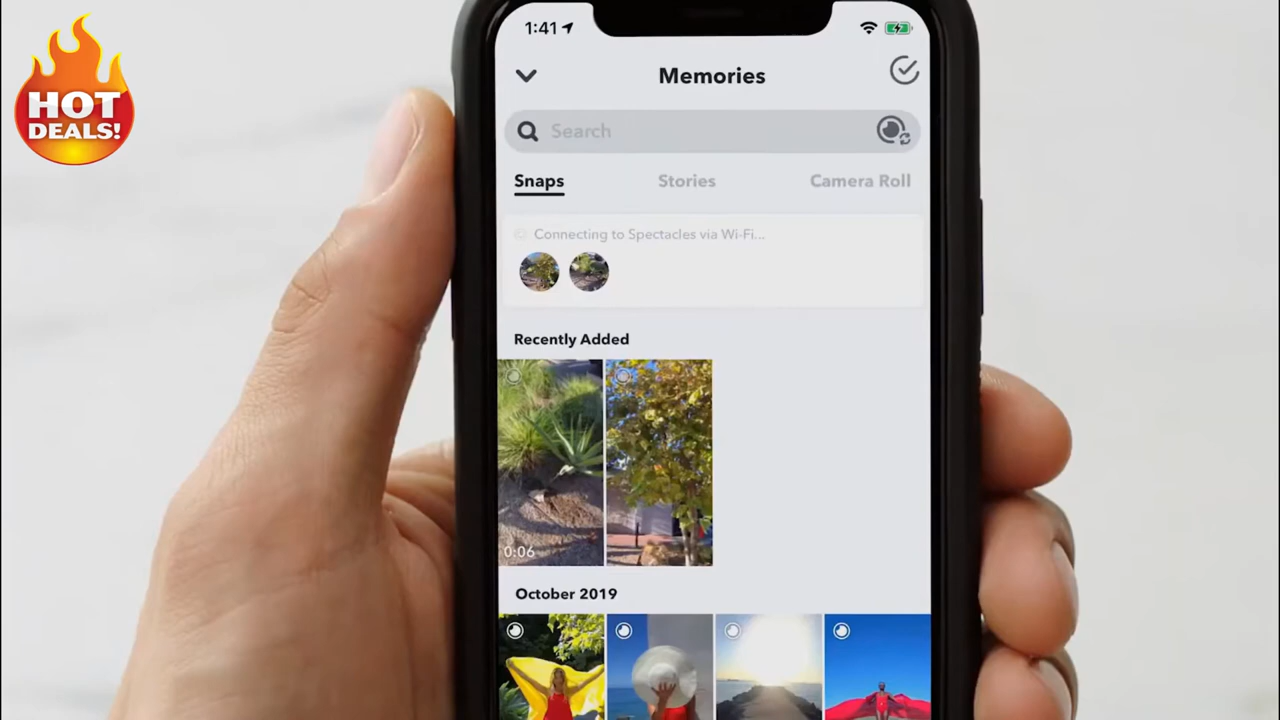 HOT
DEALS!
1:41
Memories
Search
Snaps Stories Camera Roll
Connecting to Spectacles via Wi-Fi...
Recently Added
0:06
October 2019